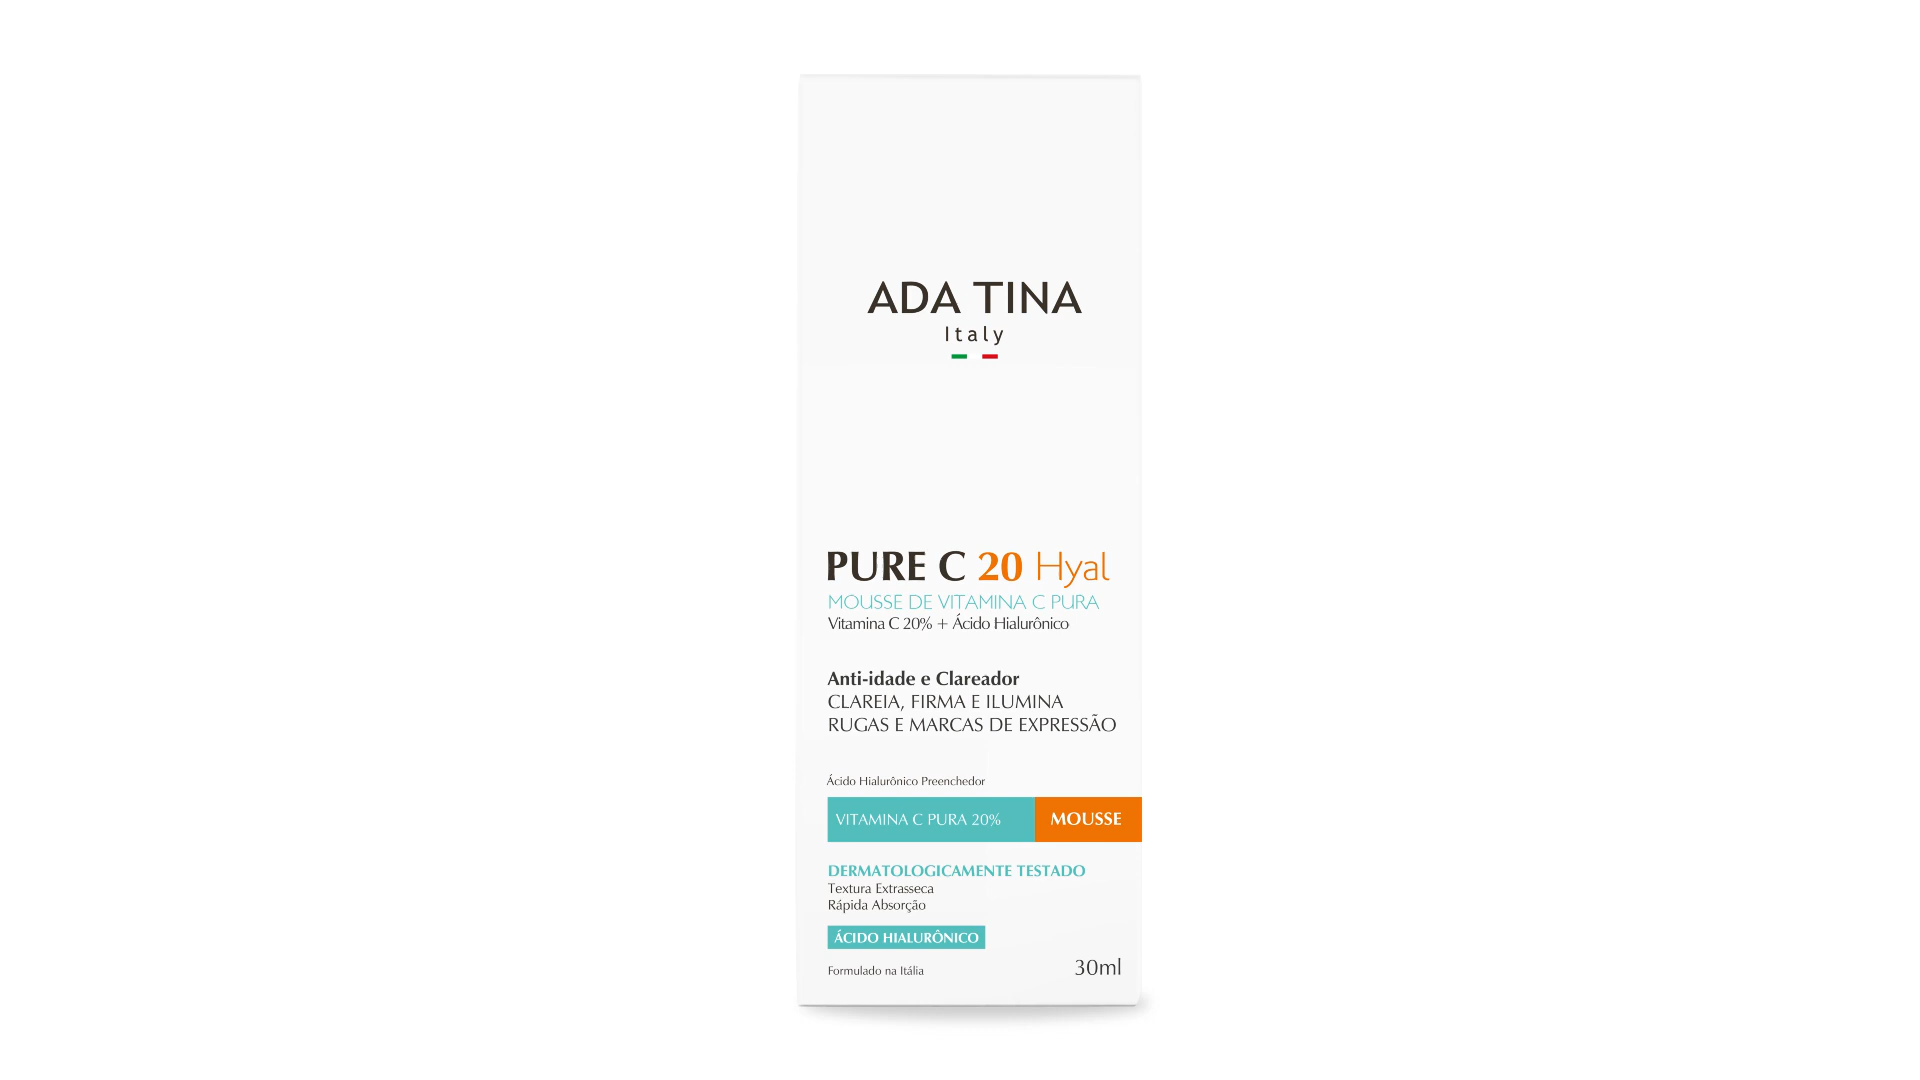 ADA TINA
Italy
PURE C 20 Hyal
MOUSSE DE VITAMINA C PURA
Vitamina C 20% + Ácido Hialurônico
Anti-idade e Clareador
CLAREIA, FIRMA E ILUMINA
RUGAS E MARCAS DE EXPRESSÃO
Ácido Hialurônico Preenchedor
VITAMINA C PURA 20% MOUSSE
DERMATOLOGICAMENTE TESTADO
Textura Extrasseca
Rápida Absorção
ÁCIDO HIALURÔNICO
Formulado na Itália
30ml